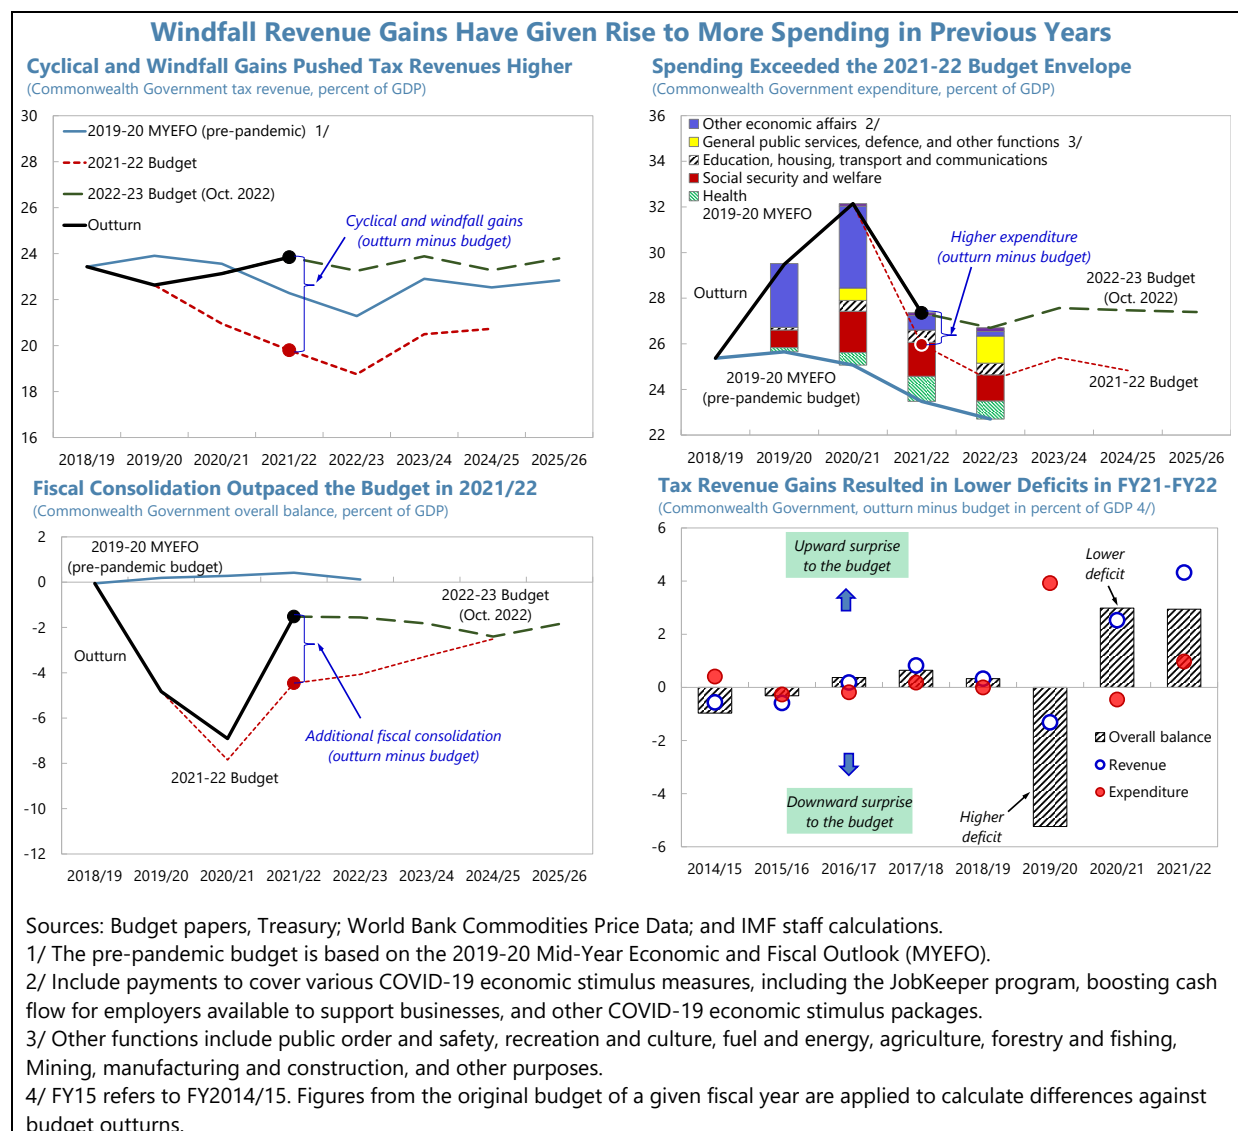 Windfall Revenue Gains Have Given Rise to More Spending in Previous Years
Cyclical and Windfall Gains Pushed Tax Revenues Higher
(Commonwealth Government tax revenue, percent of GDP)
30
28
26
24
22
20
18
16
2019-20 MYEFO (pre-pandemic) 1/
2021-22 Budget
2022-23 Budget (Oct. 2022)
Outturn
Cyclical and windfall gains
(outturn minus budget)
2018/19 2019/20 2020/21 2021/22 2022/23 2023/24 2024/25 2025/26
Spending Exceeded the 2021-22 Budget Envelope
(Commonwealth Government expenditure, percent of GDP)
36
34
32
30
28
26
24
22
Other economic affairs 2/
General public services, defence, and other functions 3/
Education, housing, transport and communications
Social security and welfare
Health
2019-20 MYEFO
Higher expenditure
(outturn minus budget)
2022-23 Budget
(Oct. 2022)
Outturn
2019-20 MYEFO
(pre-pandemic budget)
2021-22 Budget
2018/19 2019/20 2020/21 2021/22 2022/23 2023/24 2024/25 2025/26
Fiscal Consolidation Outpaced the Budget in 2021/22
(Commonwealth Government overall balance, percent of GDP)
2
0
-2
-4
-6
-8
-10
-12
2019-20 MYEFO
(pre-pandemic budget)
2022-23 Budget
(Oct. 2022)
Outturn
Additional fiscal consolidation
(outturn minus budget)
2021-22 Budget
2018/19 2019/20 2020/21 2021/22 2022/23 2023/24 2024/25 2025/26
Tax Revenue Gains Resulted in Lower Deficits in FY21-FY22
(Commonwealth Government, outturn minus budget in percent of GDP 4/)
6
4
2
0
-2
-4
-6
Upward surprise
to the budget
Lower
deficit
Overall balance
Revenue
Expenditure
Downward surprise
to the budget
Higher
deficit
2014/15 2015/16 2016/17 2017/18 2018/19 2019/20 2020/21 2021/22
Sources: Budget papers, Treasury; World Bank Commodities Price Data; and IMF staff calculations.
1/ The pre-pandemic budget is based on the 2019-20 Mid-Year Economic and Fiscal Outlook (MYEFO).
2/ Include payments to cover various COVID-19 economic stimulus measures, including the JobKeeper program, boosting cash
flow for employers available to support businesses, and other COVID-19 economic stimulus packages.
3/ Other functions include public order and safety, recreation and culture, fuel and energy, agriculture, forestry and fishing,
Mining, manufacturing and construction, and other purposes.
4/ FY15 refers to FY2014/15. Figures from the original budget of a given fiscal year are applied to calculate differences against
budget outturns.